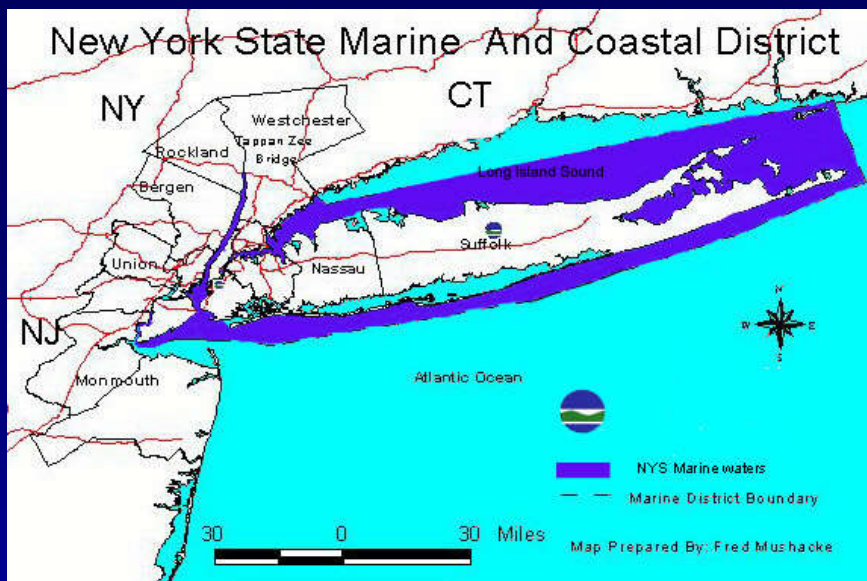 New York State Marine And Coastal District
NY
CT
Westchester
Tappan Zee
Bridge
Rockland
Bergen
Long Island Sound
Suffolk
Union
Nassau
NJ
N
W
E
S
Monmouth
Atlantic Ocean
NYS Marine waters
Marine District Boundary
30 0 30 Miles
Map Prepared By: Fred Mushacke